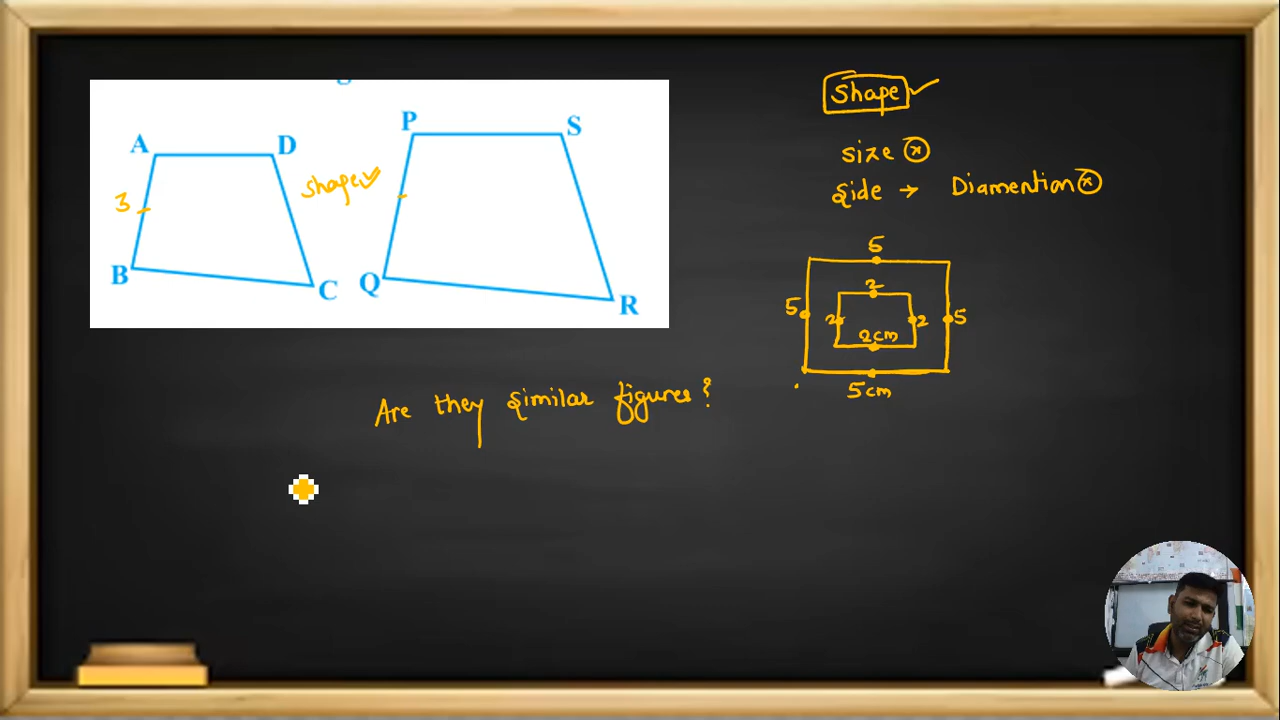 Shape
size
side → Diamention
A D
P S
shape
3
B C
Q R
5
5 5
2
2 2
2cm
5cm
Are they similar figures?